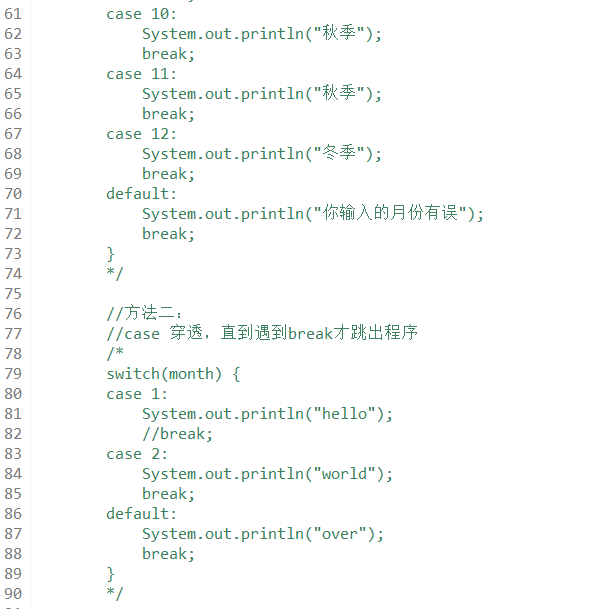 61 case 10:
62 System.out.println("秋季");
63 break;
64 case 11:
65 System.out.println("秋季");
66 break;
67 case 12:
68 System.out.println("冬季");
69 break;
70 default:
71 System.out.println("你输入的月份有误");
72 break;
73 }
74 */
75
76 //方法二：
77 //case 穿透，直到遇到break才跳出程序
78 /*
79 switch(month) {
80 case 1:
81 System.out.println("hello");
82 //break;
83 case 2:
84 System.out.println("world");
85 break;
86 default:
87 System.out.println("over");
88 break;
89 }
90 */